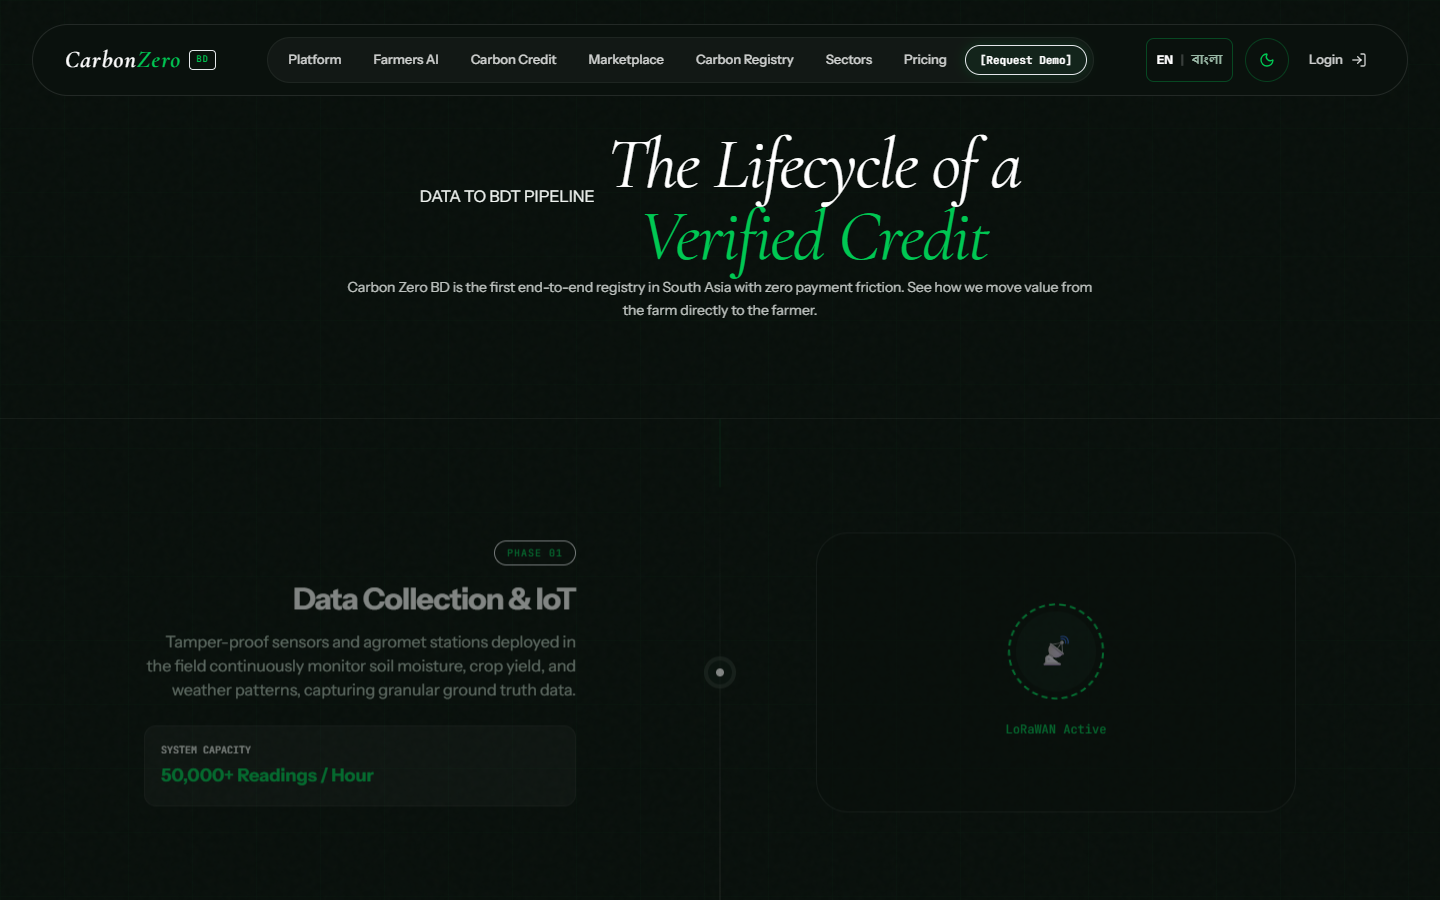 CarbonZero BD
Platform
Farmers AI
Carbon Credit
Marketplace
Carbon Registry
Sectors
Pricing
[Request Demo]
EN | বাংলা
Login
DATA TO BDT PIPELINE
The Lifecycle of a
Verified Credit
Carbon Zero BD is the first end-to-end registry in South Asia with zero payment friction. See how we move value from
the farm directly to the farmer.
PHASE 01
Data Collection & IoT
Tamper-proof sensors and agromet stations deployed in
the field continuously monitor soil moisture, crop yield, and
weather patterns, capturing granular ground truth data.
SYSTEM CAPACITY
50,000+ Readings / Hour
LoRaWAN Active